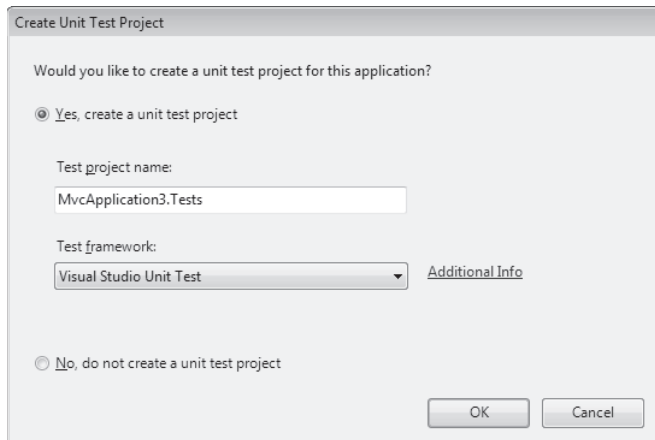 Create Unit Test Project
Would you like to create a unit test project for this application?
Yes, create a unit test project
Test project name:
MvcApplication3.Tests
Test framework:
Visual Studio Unit Test
Additional Info
No, do not create a unit test project
OK
Cancel